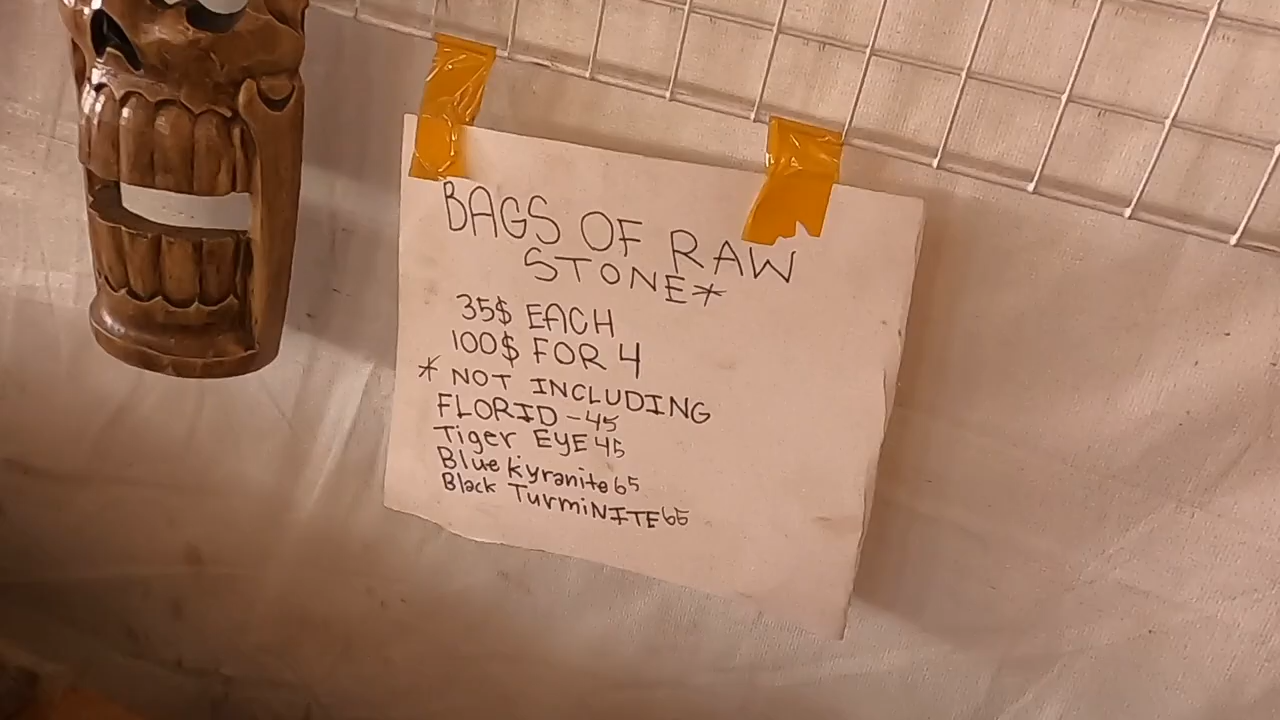 BAGS OF RAW
STONE*
35$ EACH
100$ FOR 4
* NOT INCLUDING
FLORID - 45
Tiger EYE 45
Blue Kyranite 65
Black TurmiNITE 65